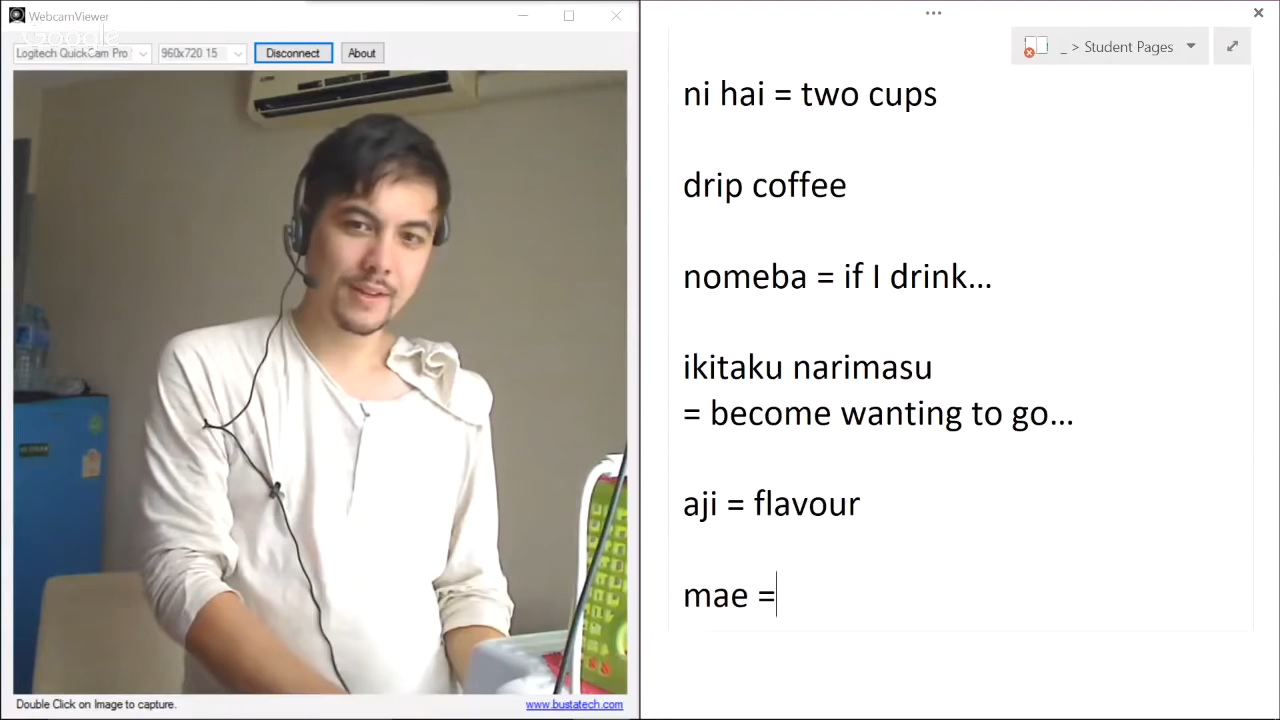 WebcamViewer
Google
Logitech QuickCam Pro
960x720 15
Disconnect
About
Double Click on Image to capture.
www.bustatech.com
_ > Student Pages
ni hai = two cups
drip coffee
nomeba = if I drink...
ikitaku narimasu
= become wanting to go...
aji = flavour
mae =